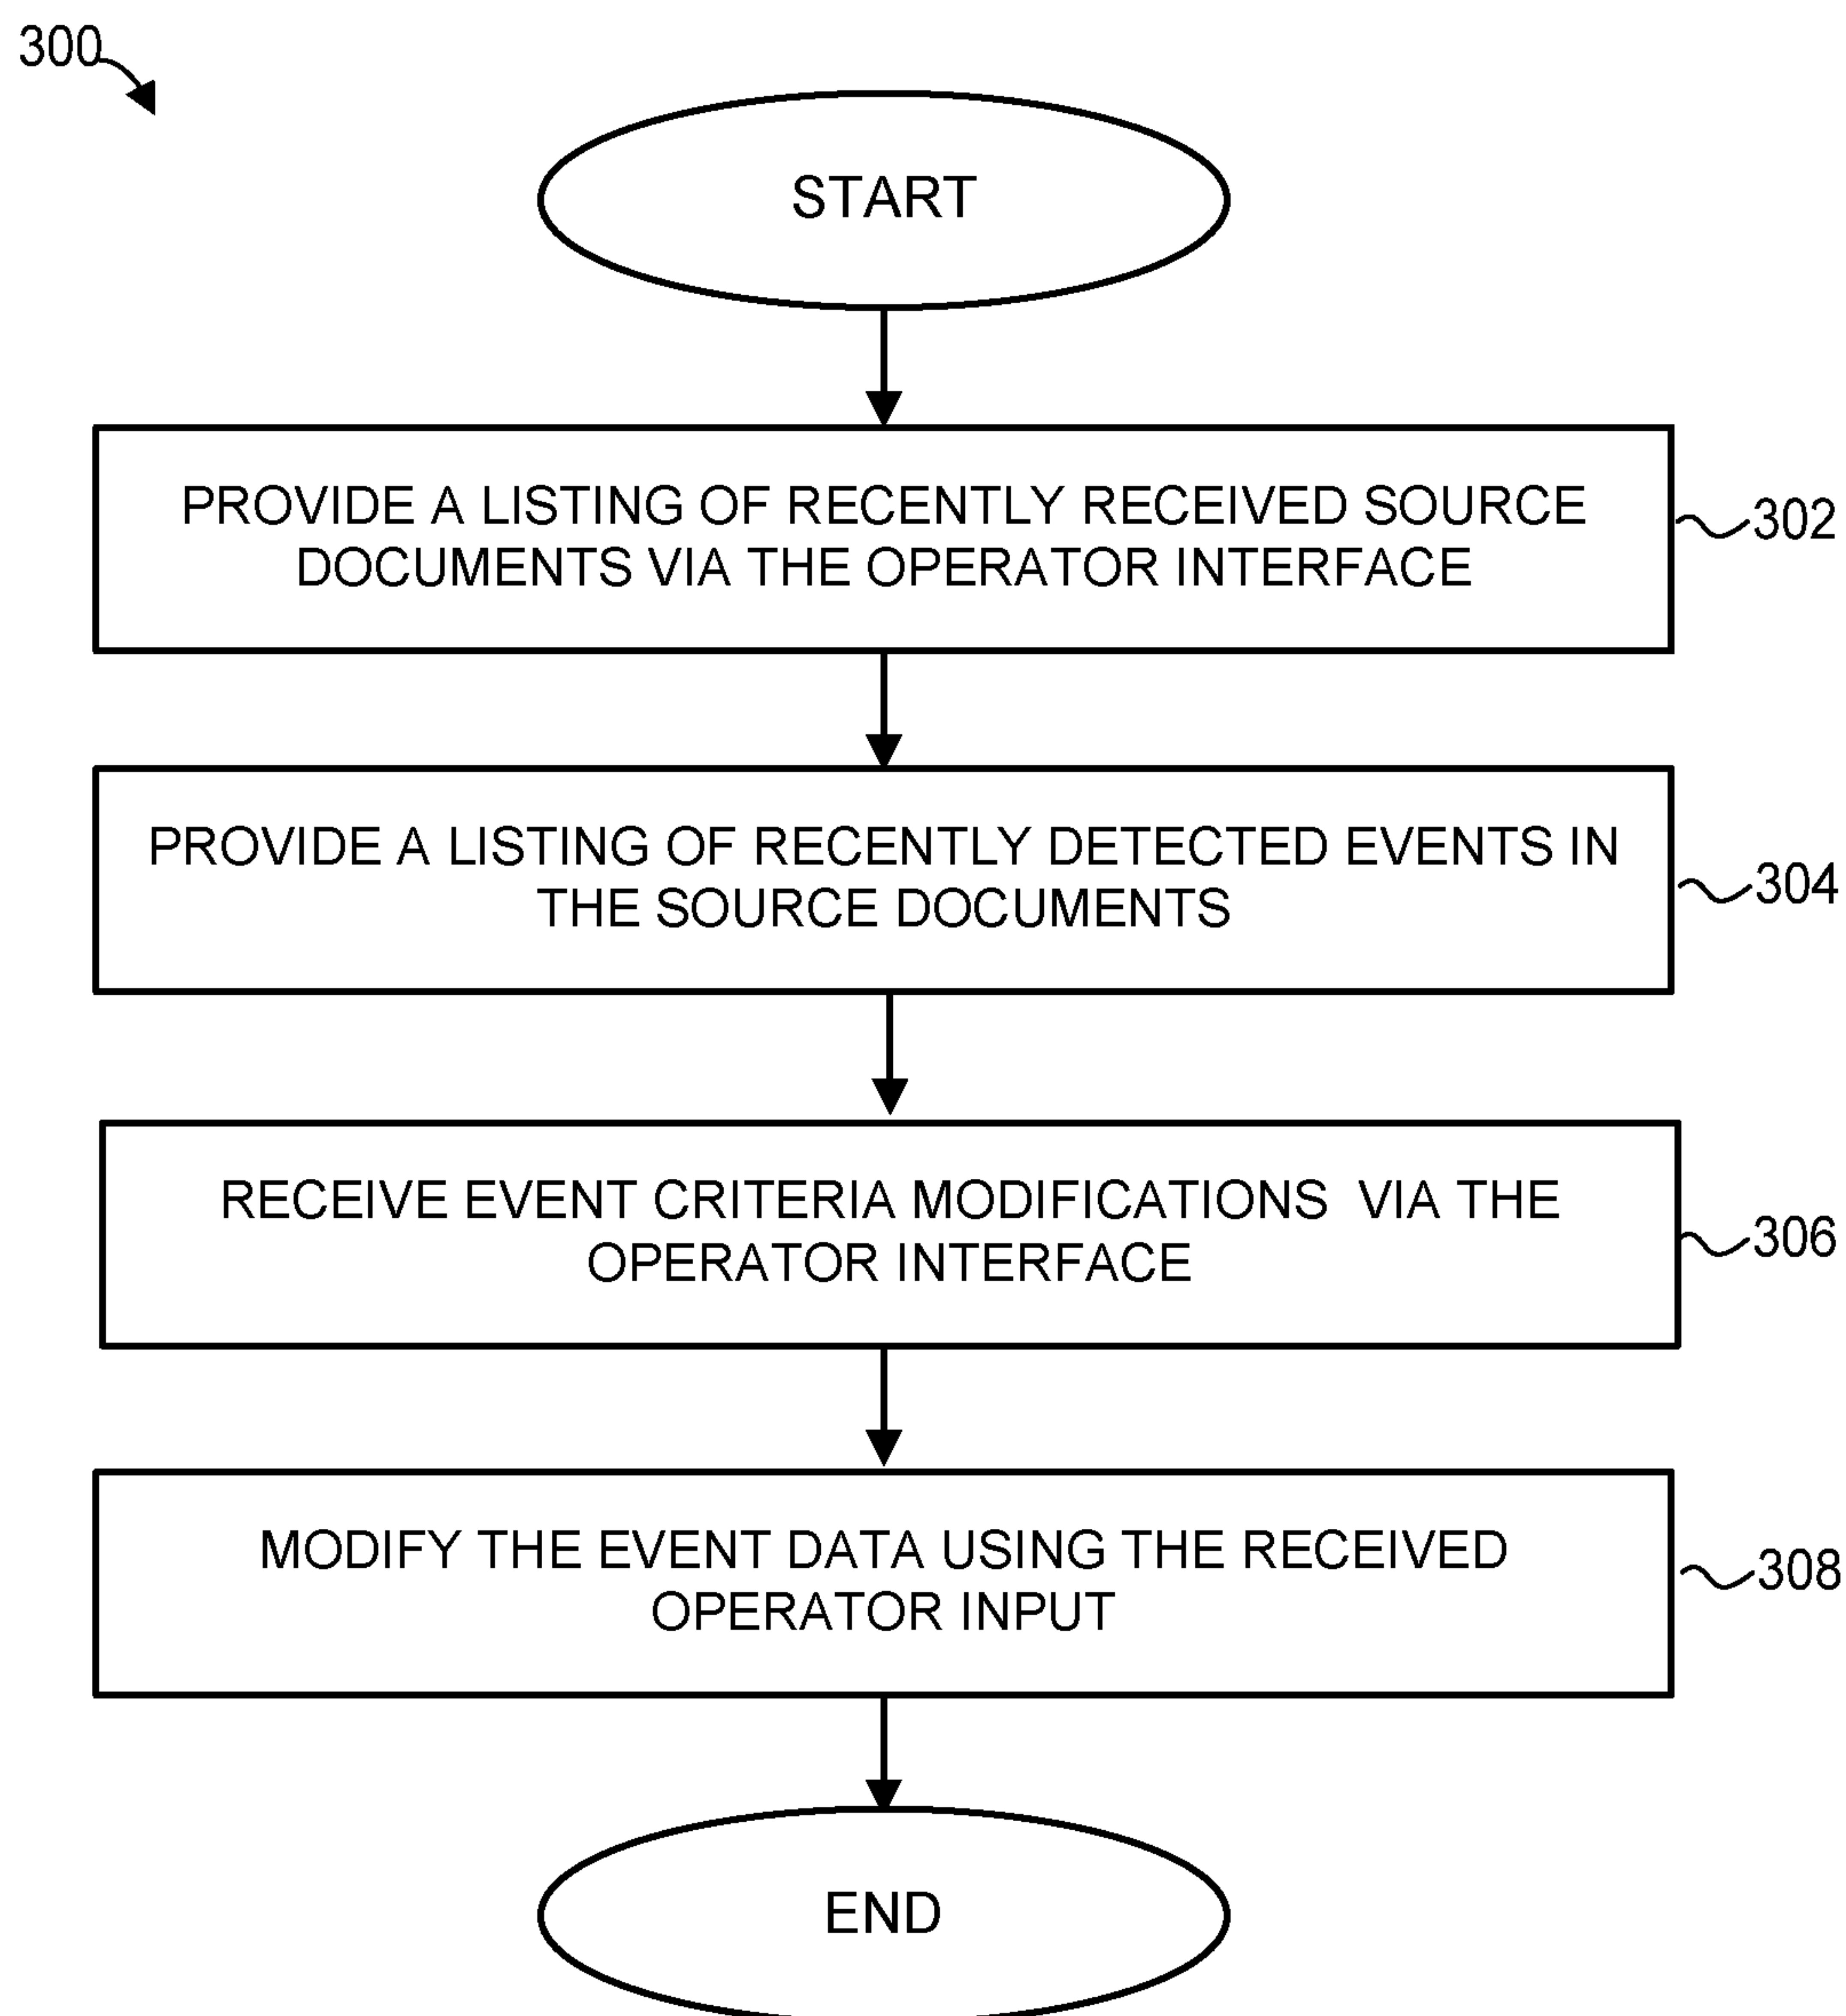 300
START
PROVIDE A LISTING OF RECENTLY RECEIVED SOURCE
DOCUMENTS VIA THE OPERATOR INTERFACE
302
PROVIDE A LISTING OF RECENTLY DETECTED EVENTS IN
THE SOURCE DOCUMENTS
304
RECEIVE EVENT CRITERIA MODIFICATIONS VIA THE
OPERATOR INTERFACE
306
MODIFY THE EVENT DATA USING THE RECEIVED
OPERATOR INPUT
308
END